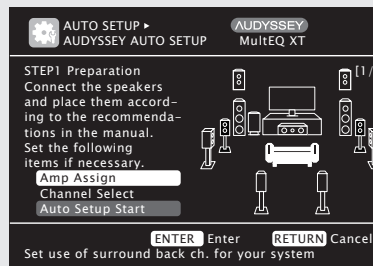 AUTO SETUP ▸
AUDYSSEY AUTO SETUP
AUDYSSEY
MultEQ XT
STEP1 Preparation
[1/
Connect the speakers
and place them accord-
ing to the recommenda-
tions in the manual.
Set the following
items if necessary.
Amp Assign
Channel Select
Auto Setup Start
ENTER Enter RETURN Cancel
Set use of surround back ch. for your system